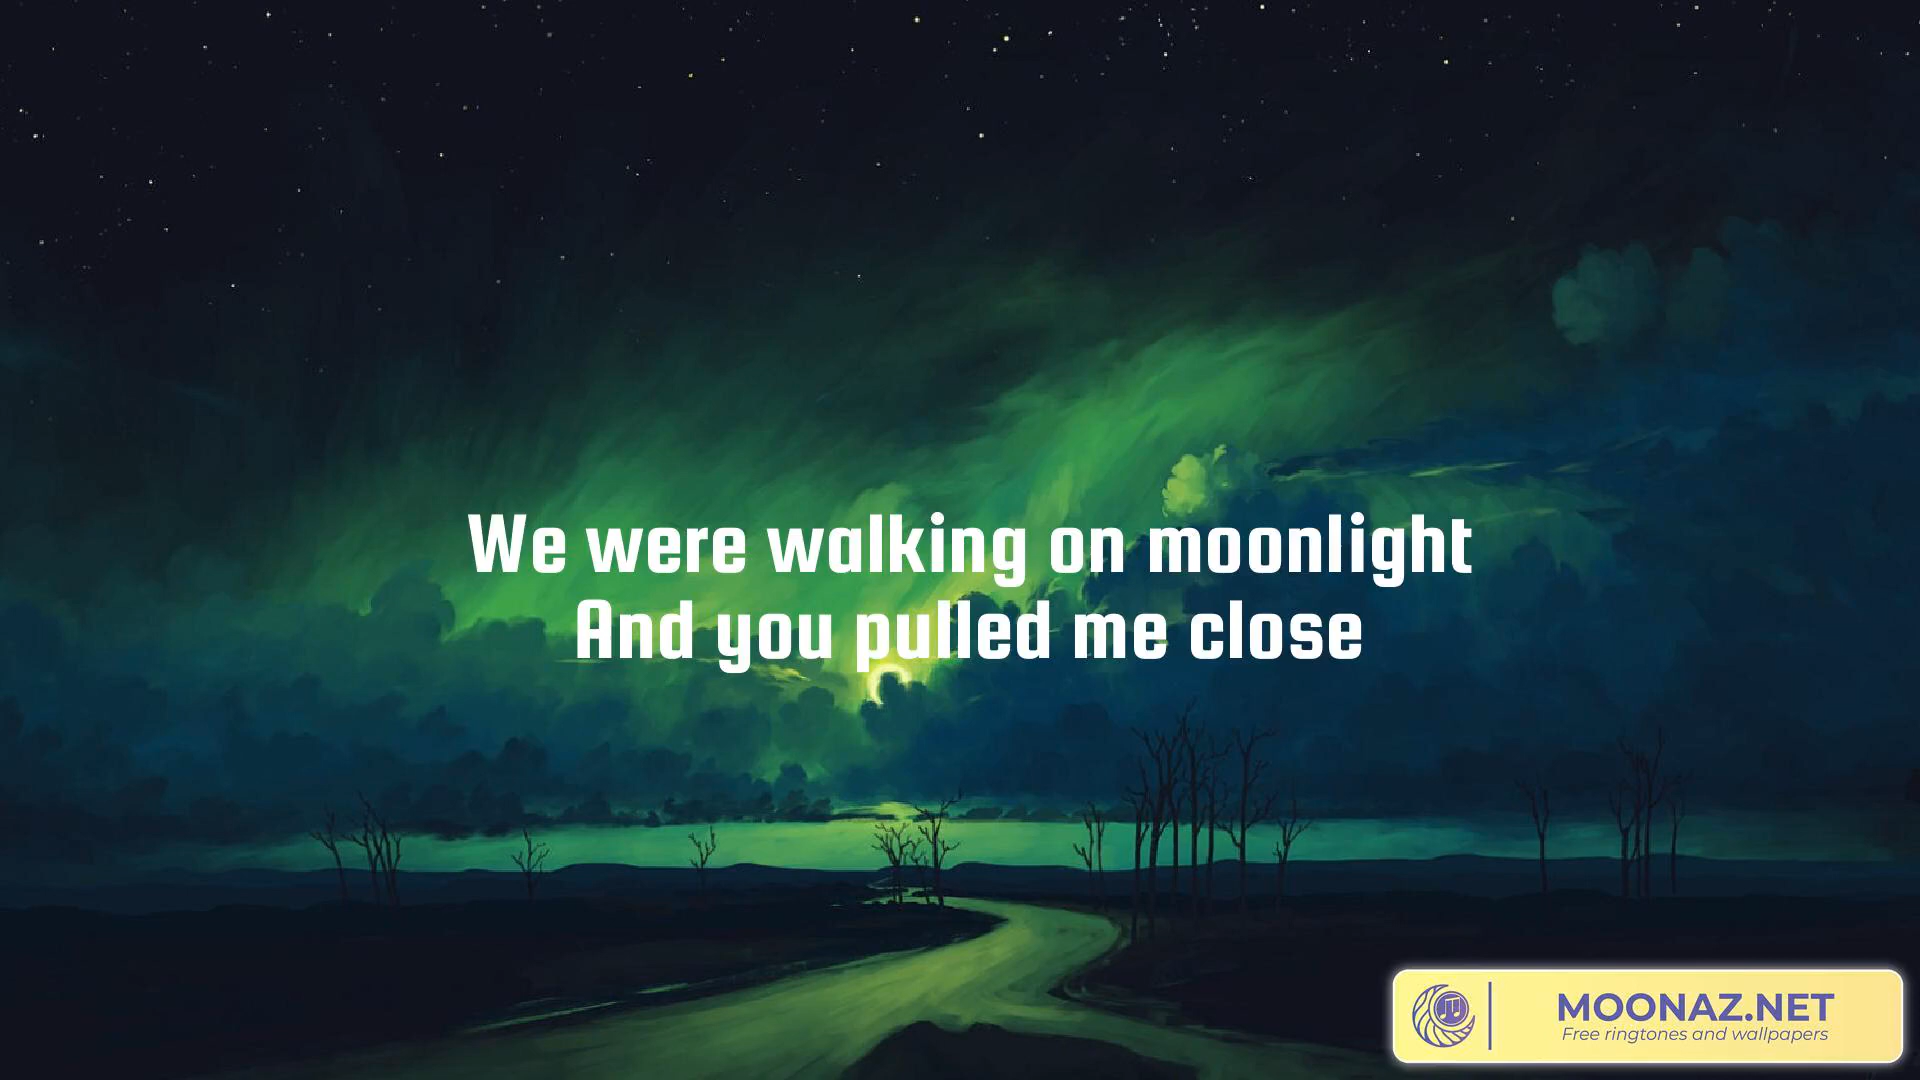 We were walking on moonlight
And you pulled me close
MOONAZ.NET
Free ringtones and wallpapers